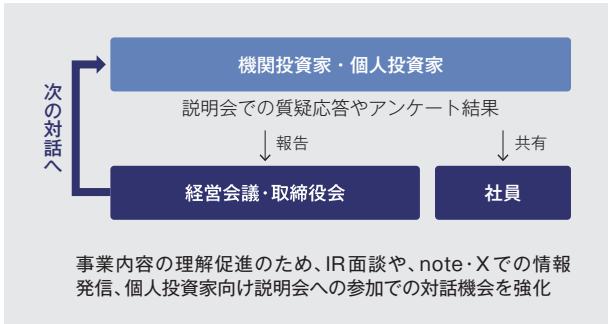 機関投資家・個人投資家
説明会での質疑応答やアンケート結果
報告
共有
次の対話へ
経営会議・取締役会
社員
事業内容の理解促進のため、IR面談や、note・Xでの情報
発信、個人投資家向け説明会への参加での対話機会を強化